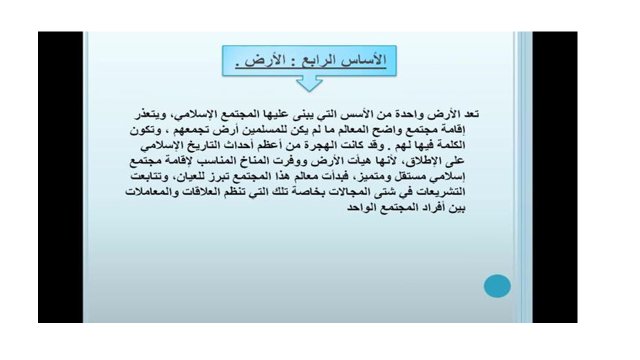 الأساس الرابع : الأرض .
تعد الأرض واحدة من الأسس التي يبنى عليها المجتمع الإسلامي، ويتعذر
إقامة مجتمع واضح المعالم ما لم يكن للمسلمين أرض تجمعهم ، وتكون
الكلمة فيها لهم . وقد كانت الهجرة من أعظم أحداث التاريخ الإسلامي
على الإطلاق، لأنها هيأت الأرض ووفرت المناخ المناسب لإقامة مجتمع
إسلامي مستقل ومتميز، فبدأت معالم هذا المجتمع تبرز للعيان، وتتابعت
التشريعات في شتى المجالات بخاصة تلك التي تنظم العلاقات والمعاملات
بين أفراد المجتمع الواحد